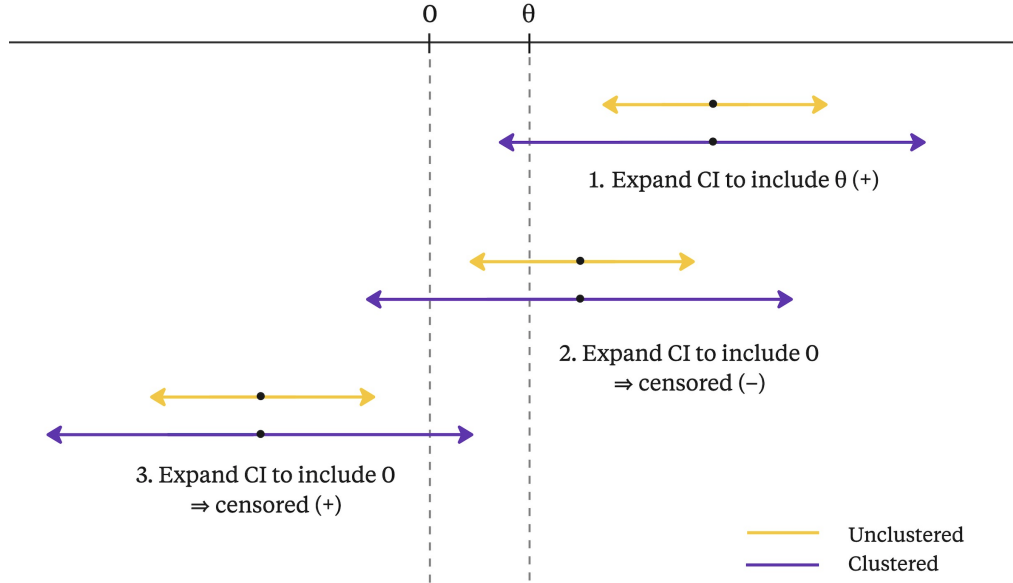 0 θ
1. Expand CI to include θ (+)
2. Expand CI to include 0
⇒ censored (−)
3. Expand CI to include 0
⇒ censored (+)
Unclustered
Clustered